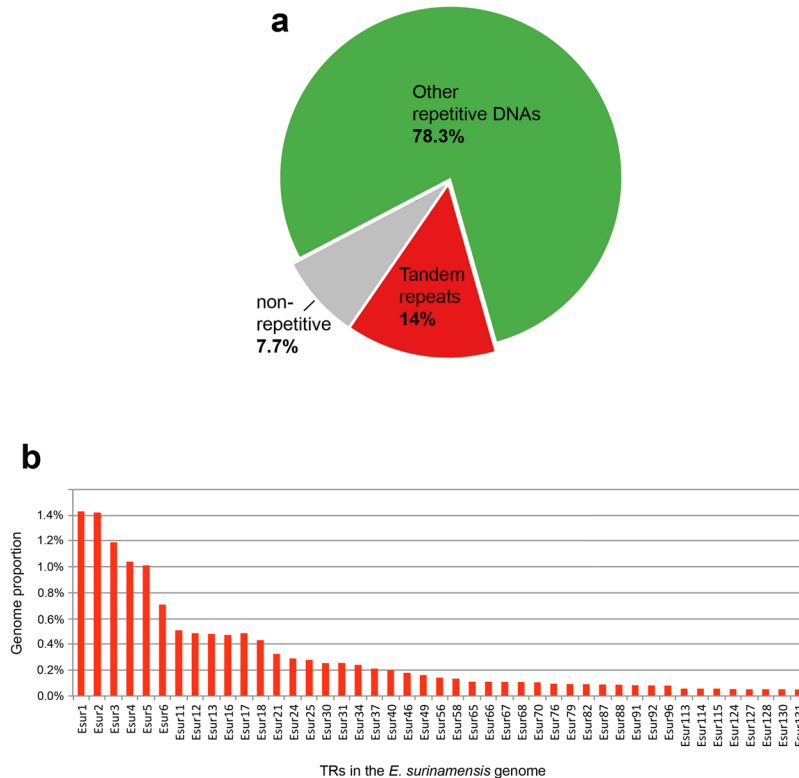 a
Other
repetitive DNAs
78.3%
Tandem
repeats
14%
non-
repetitive
7.7%
b
Genome proportion
1.4%
1.2%
1.0%
0.8%
0.6%
0.4%
0.2%
0.0%
Esur1
Esur2
Esur3
Esur4
Esur5
Esur6
Esur11
Esur12
Esur13
Esur16
Esur17
Esur18
Esur21
Esur24
Esur25
Esur30
Esur31
Esur34
Esur37
Esur40
Esur46
Esur49
Esur56
Esur58
Esur65
Esur66
Esur67
Esur68
Esur70
Esur76
Esur79
Esur82
Esur87
Esur88
Esur91
Esur92
Esur96
Esur113
Esur114
Esur115
Esur124
Esur127
Esur128
Esur130
TRs in the E. surinamensis genome